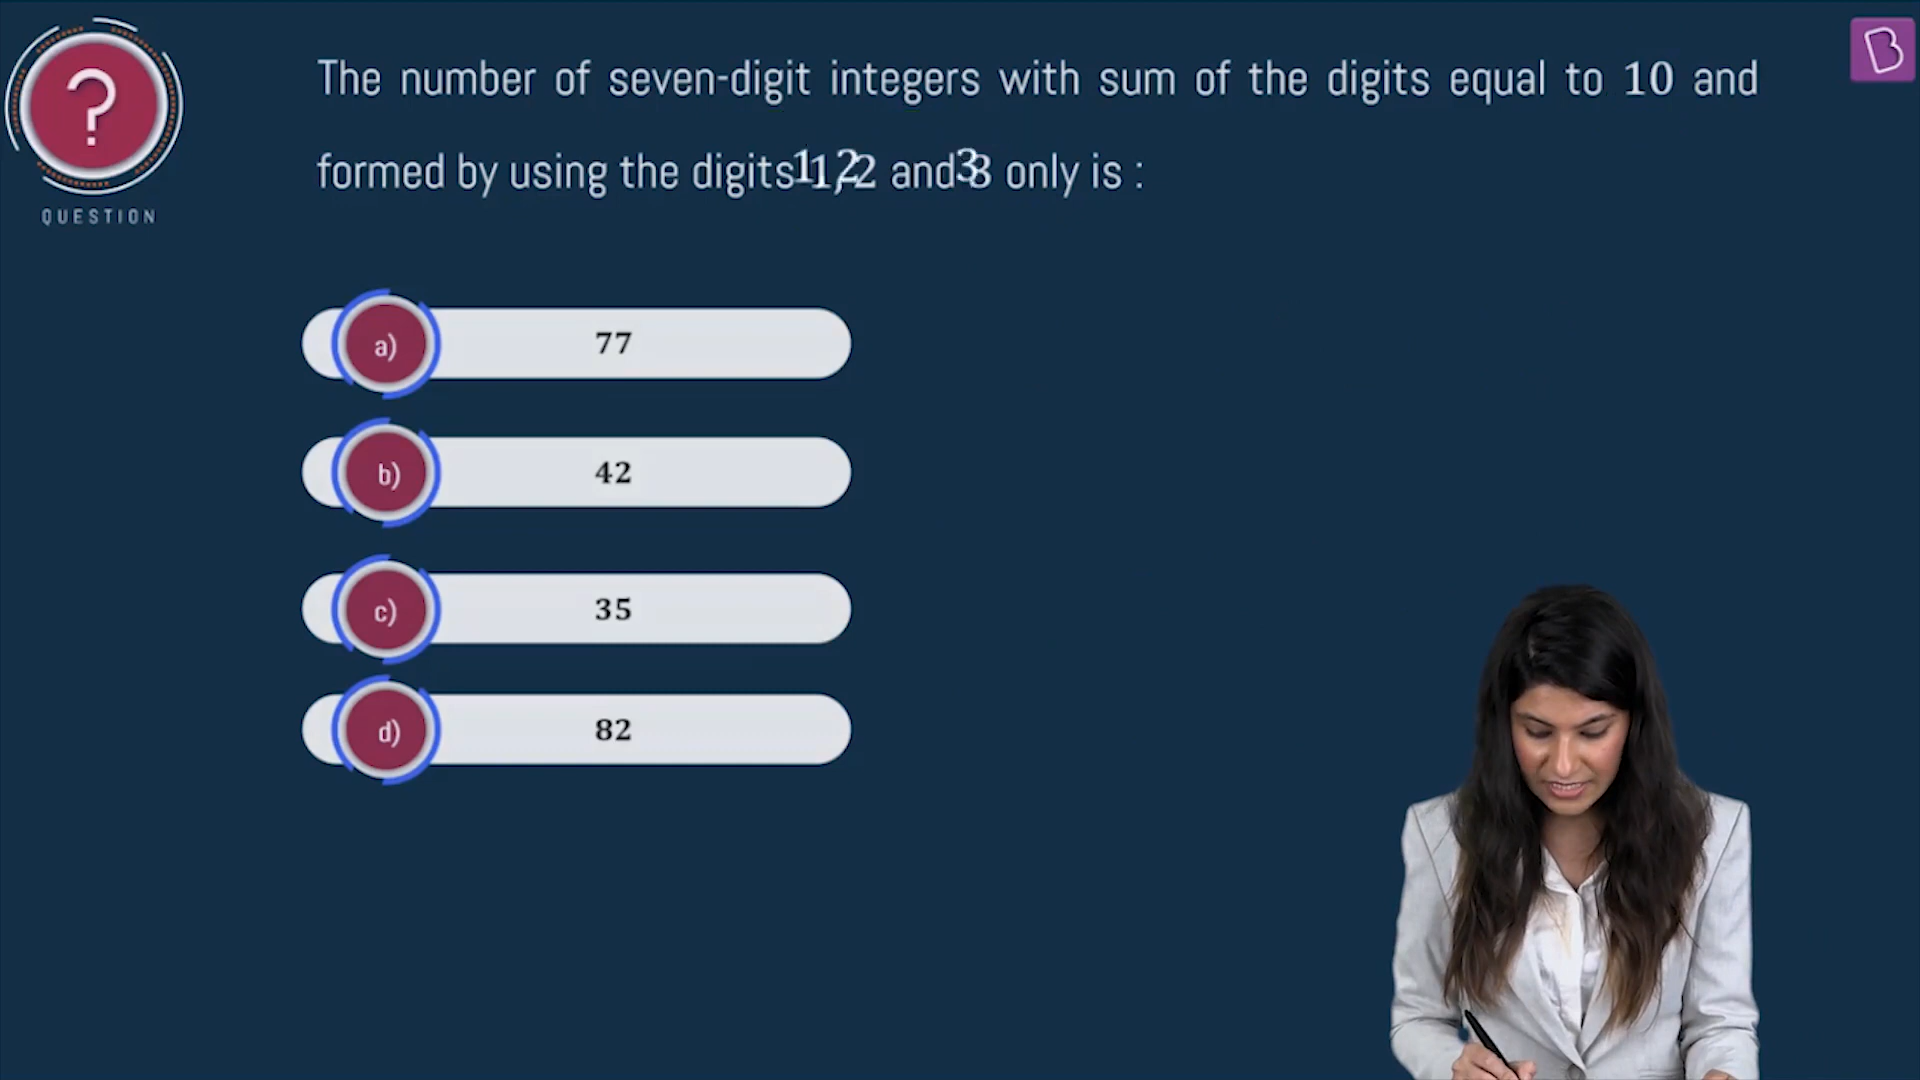 ?
QUESTION
The number of seven-digit integers with sum of the digits equal to 10 and
formed by using the digits 1, 2 and 3 only is :
a) 77
b) 42
c) 35
d) 82
B